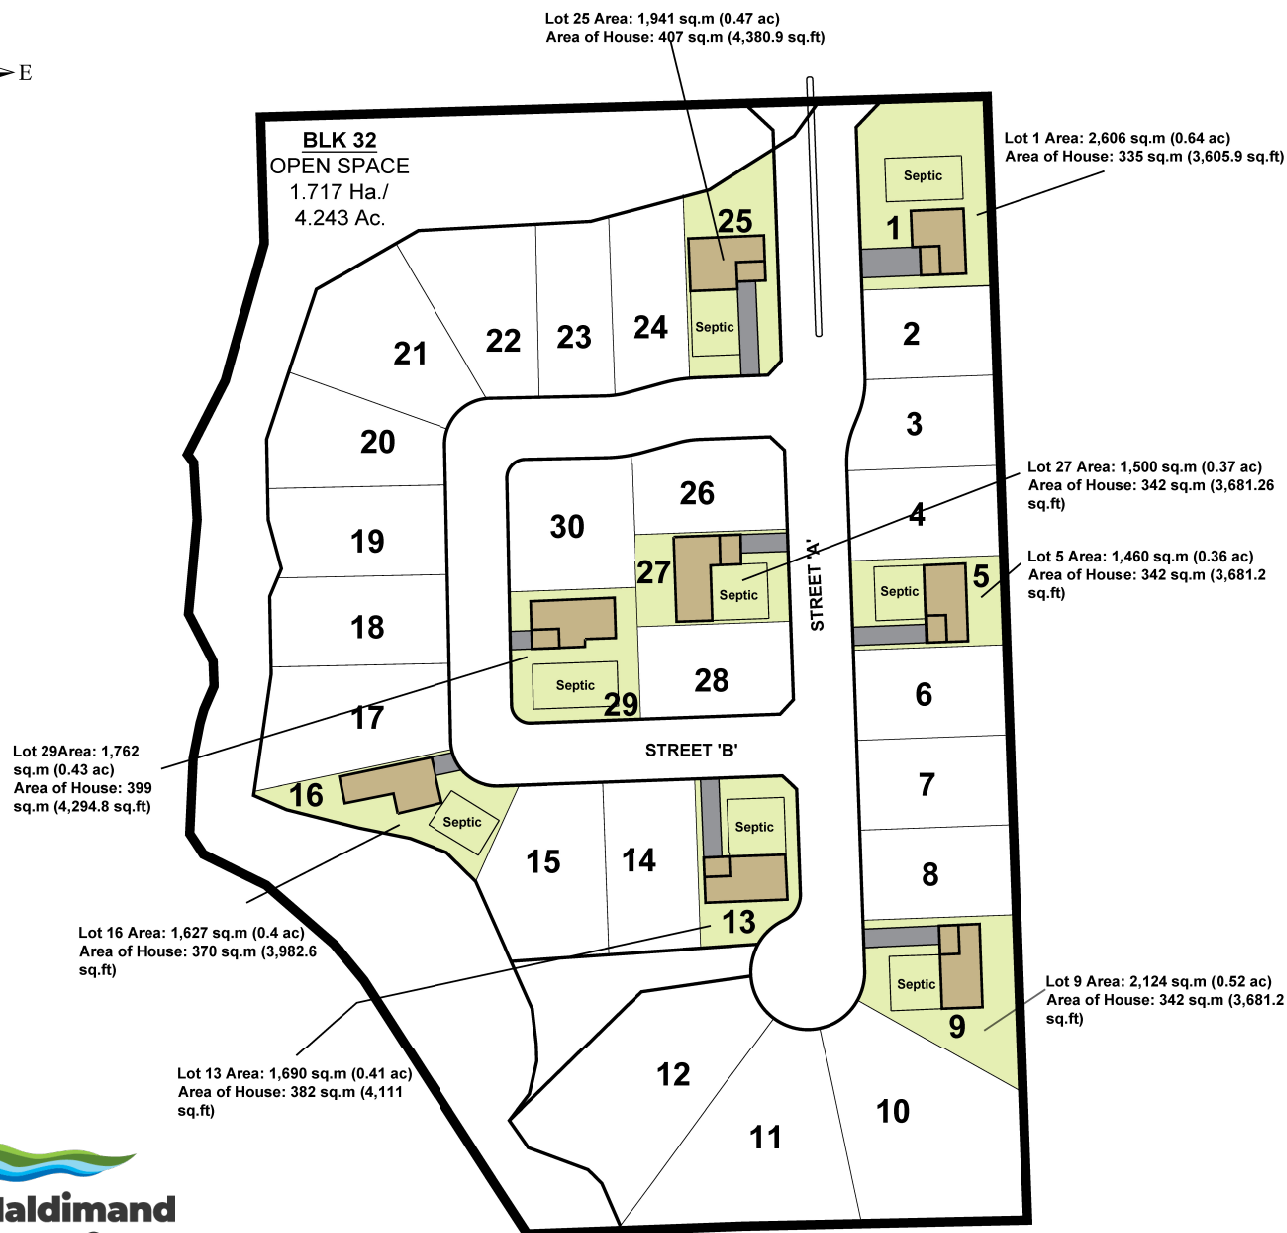 Lot 25 Area: 1,941 sq.m (0.47 ac)
Area of House: 407 sq.m (4,380.9 sq.ft)
E
BLK 32
OPEN SPACE
1.717 Ha./
4.243 Ac.
Lot 1 Area: 2,606 sq.m (0.64 ac)
Area of House: 335 sq.m (3,605.9 sq.ft)
Septic
25
1
Septic
21
22
23
24
2
20
3
Lot 27 Area: 1,500 sq.m (0.37 ac)
Area of House: 342 sq.m (3,681.26
sq.ft)
26
30
4
19
STREET 'A'
27
Septic
Septic
5
Lot 5 Area: 1,460 sq.m (0.36 ac)
Area of House: 342 sq.m (3,681.2
sq.ft)
18
Septic
29
28
6
17
STREET 'B'
Lot 29Area: 1,762
sq.m (0.43 ac)
Area of House: 399
sq.m (4,294.8 sq.ft)
16
Septic
7
Septic
15
14
8
13
Lot 16 Area: 1,627 sq.m (0.4 ac)
Area of House: 370 sq.m (3,982.6
sq.ft)
Septic
9
Lot 9 Area: 2,124 sq.m (0.52 ac)
Area of House: 342 sq.m (3,681.2
sq.ft)
Lot 13 Area: 1,690 sq.m (0.41 ac)
Area of House: 382 sq.m (4,111
sq.ft)
12
11
10
aldimand